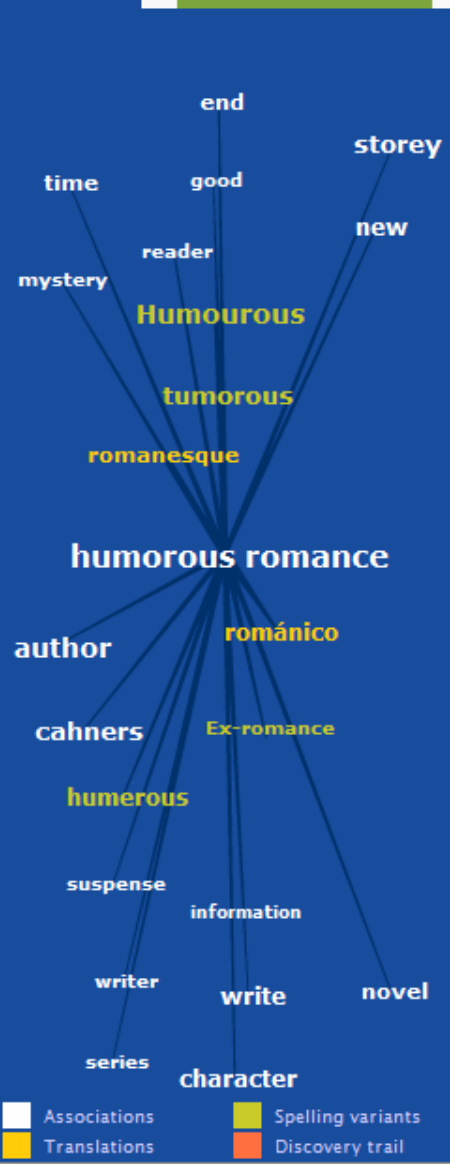 end
storey
good
time
new
reader
mystery
Humourous
tumorous
romanesque
humorous romance
románico
author
Ex-romance
cahners
humerous
suspense
information
writer
novel
write
series
character
Associations
Spelling variants
Translations
Discovery trail